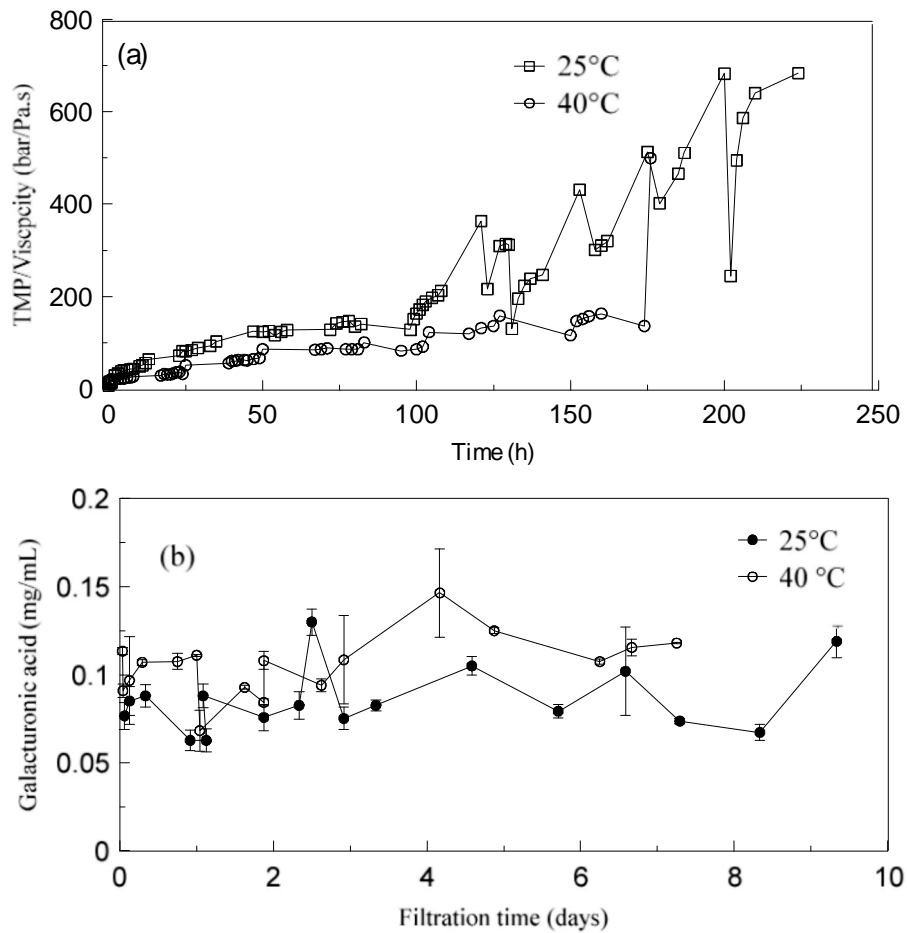 800
(a)
25°C
40°C
600
400
200
0
TMP/Viscpcity (bar/Pa.s)
0 50 100 150 200 250
Time (h)
0.2
(b)
25°C
40 °C
0.15
0.1
0.05
0
Galacturonic acid (mg/mL)
0 2 4 6 8 10
Filtration time (days)